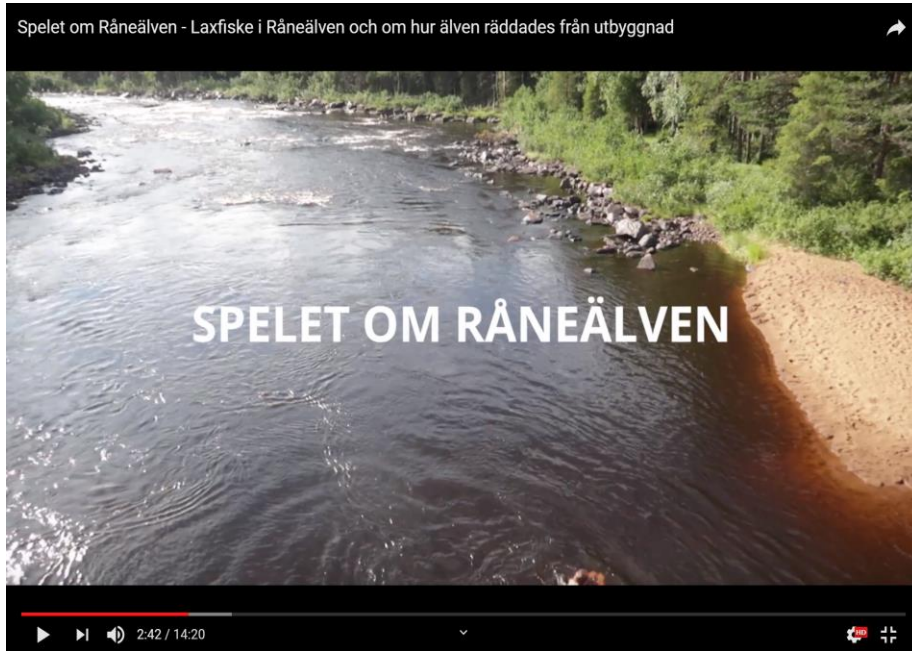 Spelet om Råneälven - Laxfiske i Råneälven och om hur älven räddades från utbyggnad
SPELET OM RÅNEÄLVEN
2:42 / 14:20
HD